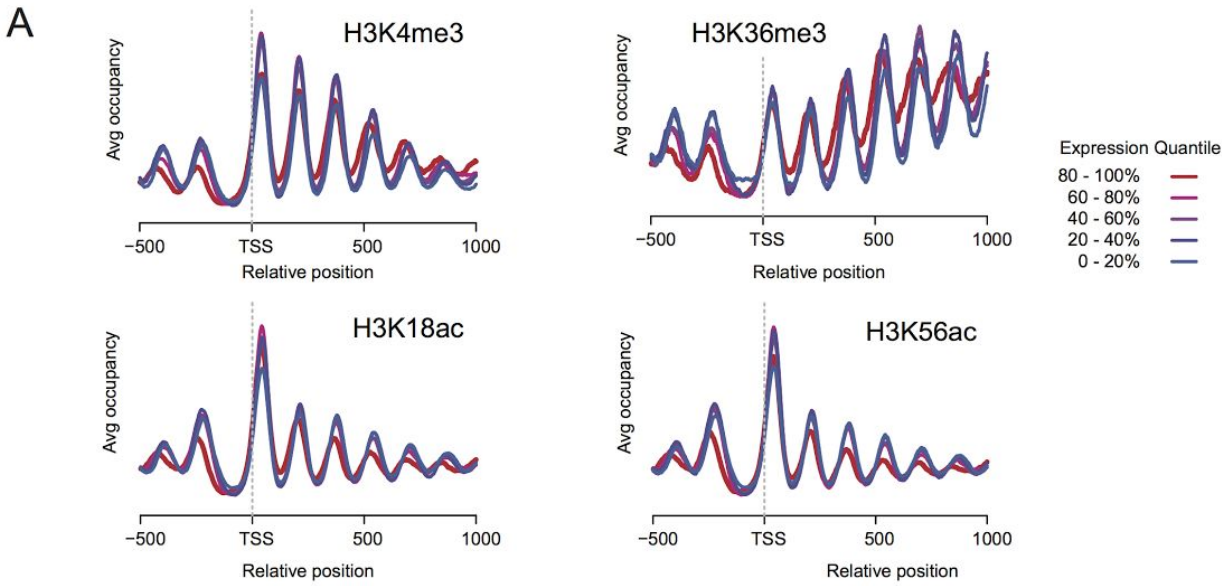 A
H3K4me3
Avg occupancy
−500 TSS 500 1000
Relative position
H3K36me3
Avg occupancy
−500 TSS 500 1000
Relative position
Expression Quantile
80 - 100%
60 - 80%
40 - 60%
20 - 40%
0 - 20%
H3K18ac
Avg occupancy
−500 TSS 500 1000
Relative position
H3K56ac
Avg occupancy
−500 TSS 500 1000
Relative position